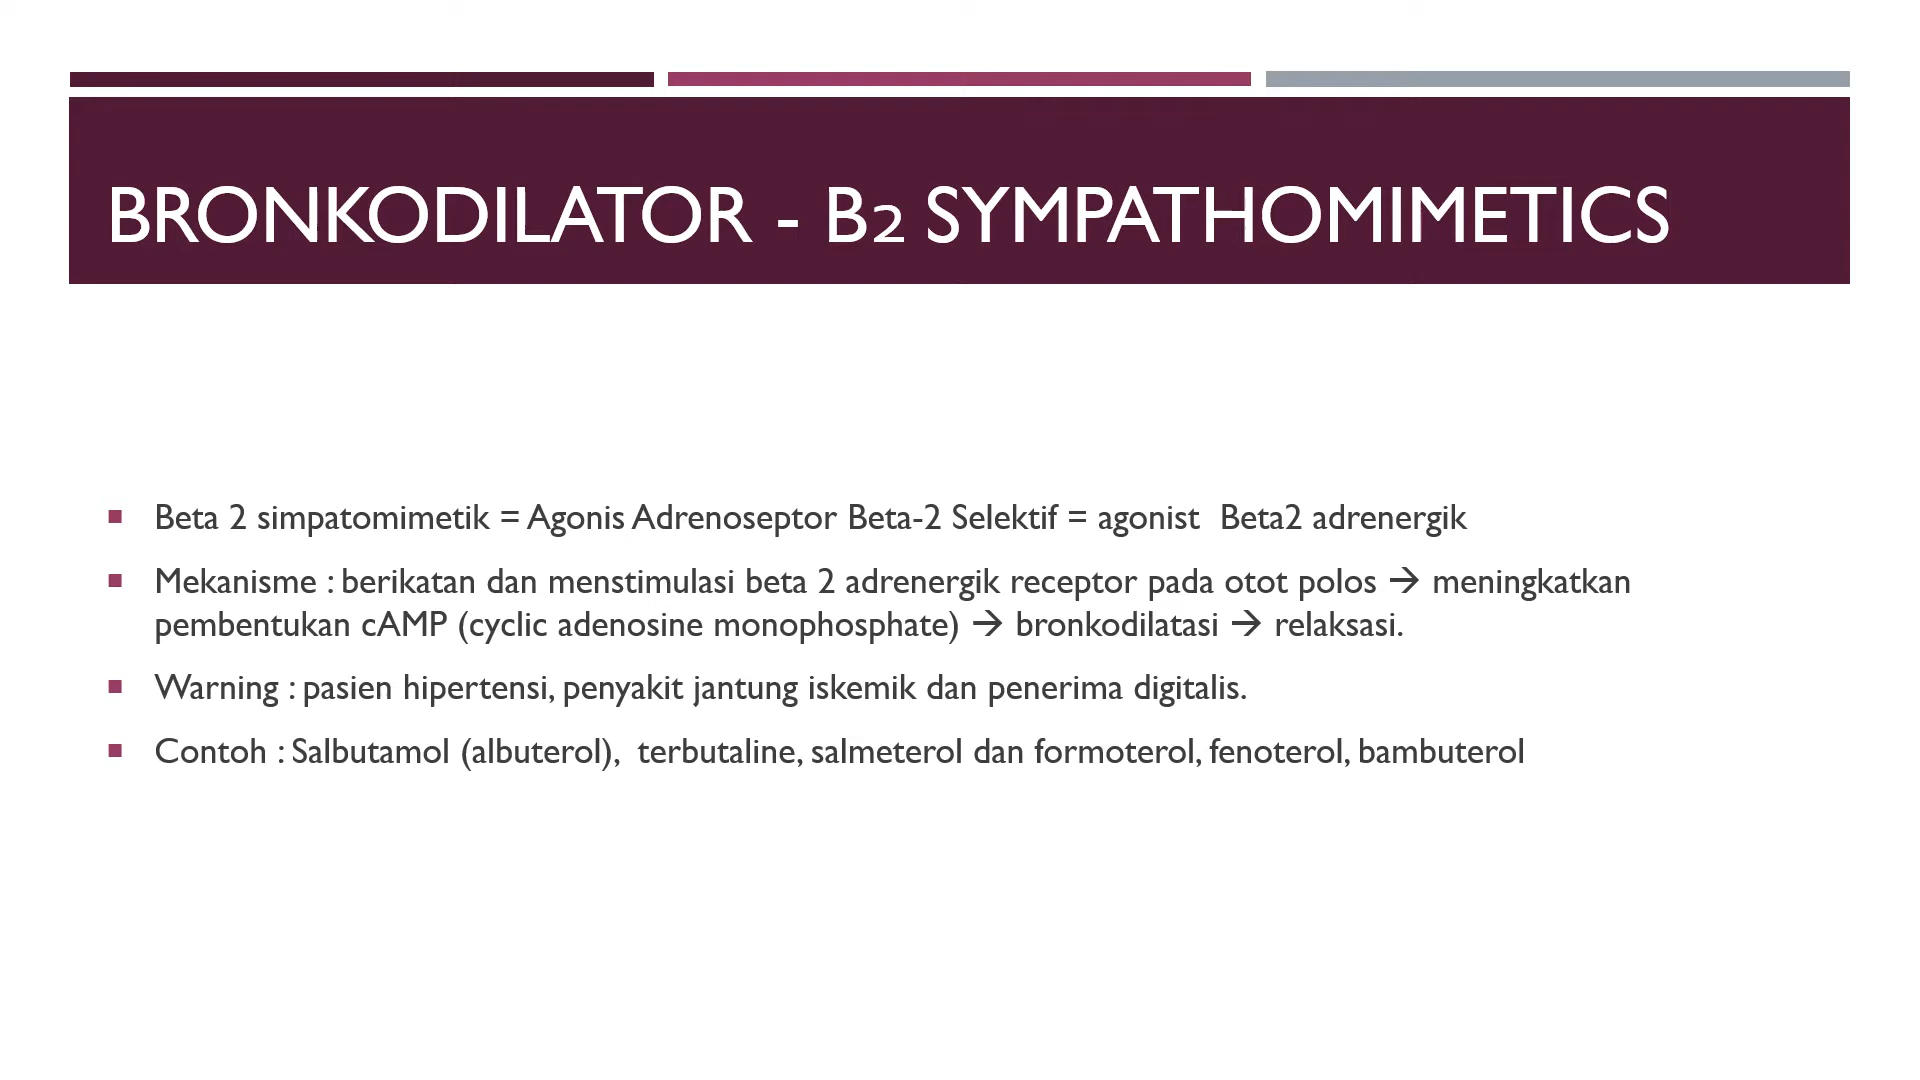 BRONKODILATOR - B2 SYMPATHOMIMETICS
Beta 2 simpatomimetik = Agonis Adrenoseptor Beta-2 Selektif = agonist Beta2 adrenergik
Mekanisme : berikatan dan menstimulasi beta 2 adrenergik receptor pada otot polos → meningkatkan
pembentukan cAMP (cyclic adenosine monophosphate) → bronkodilatasi → relaksasi.
Warning : pasien hipertensi, penyakit jantung iskemik dan penerima digitalis.
Contoh : Salbutamol (albuterol), terbutaline, salmeterol dan formoterol, fenoterol, bambuterol